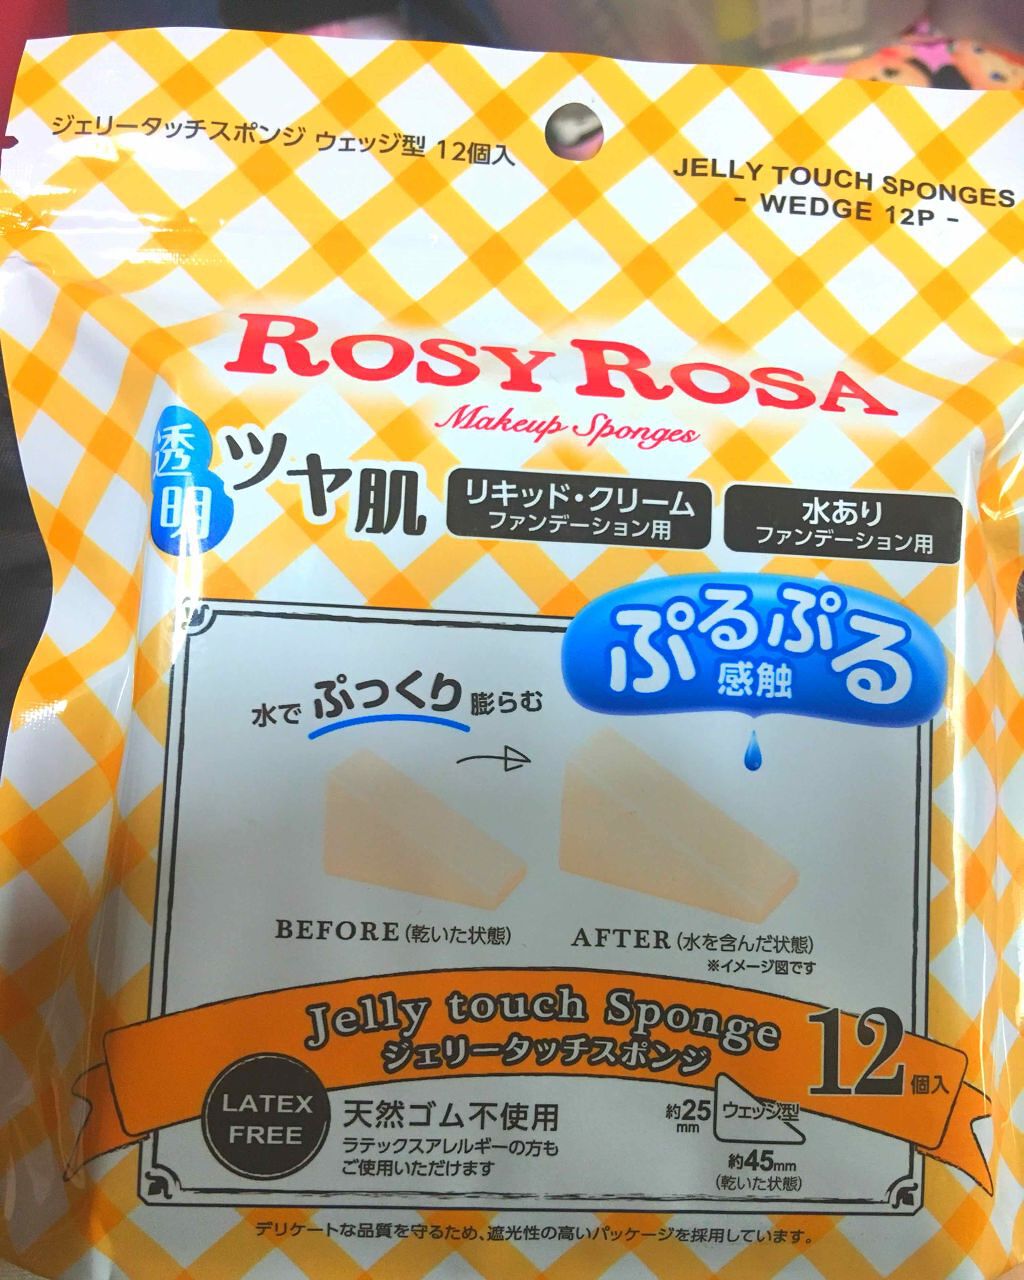 ジェリータッチスポンジ ウェッジ型 12個入
JELLY TOUCH SPONGES
- WEDGE 12P -
ROSY ROSA
Makeup Sponges
透明
ツヤ肌
リキッド・クリーム
ファンデーション用
水あり
ファンデーション用
ぷるぷる
感触
水でぷっくり膨らむ
BEFORE(乾いた状態)
AFTER(水を含んだ状態)
※イメージ図です
Jelly touch Sponge
ジェリータッチスポンジ
12個入
LATEX
FREE
天然ゴム不使用
ラテックスアレルギーの方も
ご使用いただけます
約25mm
ウェッジ型
約45mm
(乾いた状態)
デリケートな品質を守るため、遮光性の高いパッケージを採用しています。